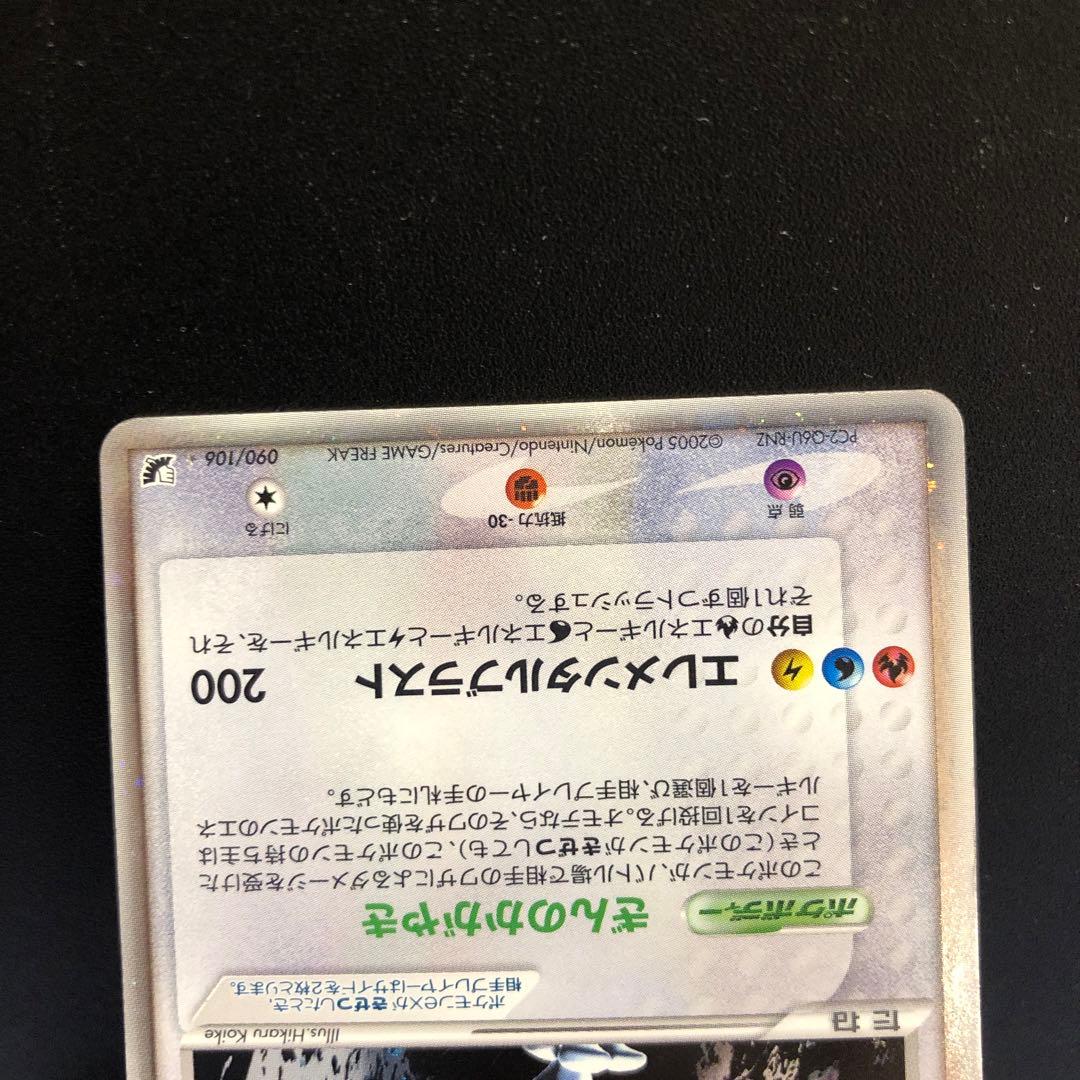 Illus.Hikaru Koike
たね
ポケモンexがきぜつしたとき、
相手プレイヤーはサイドを2枚とります。
ポケボディー ぎんのかがやき
このポケモンが、バトル場で相手のワザによるダメージを受けた
とき(このポケモンがきぜつしても)、このポケモンの持ち主は
コインを1回投げる。オモテなら、そのワザを使ったポケモンのエネ
ルギーを1個選び、相手プレイヤーの手札にもどす。
エレメンタルブラスト 200
自分のエネルギーとエネルギーとエネルギーを、それ
ぞれ1個ずつトラッシュする。
弱点 抵抗力 -30 にげる
PC2-Q6U-RNZ ©2005 Pokémon/Nintendo/Creatures/GAME FREAK 090/106